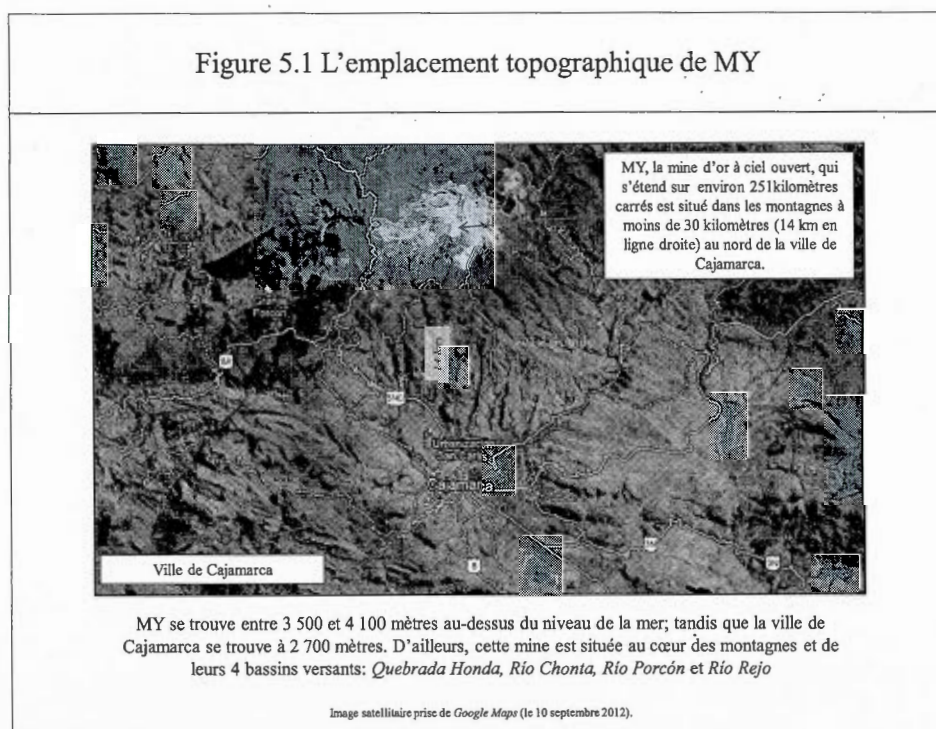 Figure 5.1 L'emplacement topographique de MY
MY, la mine d'or à ciel ouvert, qui
s'étend sur environ 251kilomètres
carrés est situé dans les montagnes à
moins de 30 kilomètres (14 km en
ligne droite) au nord de la ville de
Cajamarca.
Porcón
Cajamarca
Ville de Cajamarca
MY se trouve entre 3 500 et 4 100 mètres au-dessus du niveau de la mer; tandis que la ville de
Cajamarca se trouve à 2 700 mètres. D'ailleurs, cette mine est située au cœur des montagnes et de
leurs 4 bassins versants: Quebrada Honda, Río Chonta, Río Porcón et Río Rejo
Image satellitaire prise de Google Maps (le 10 septembre 2012).